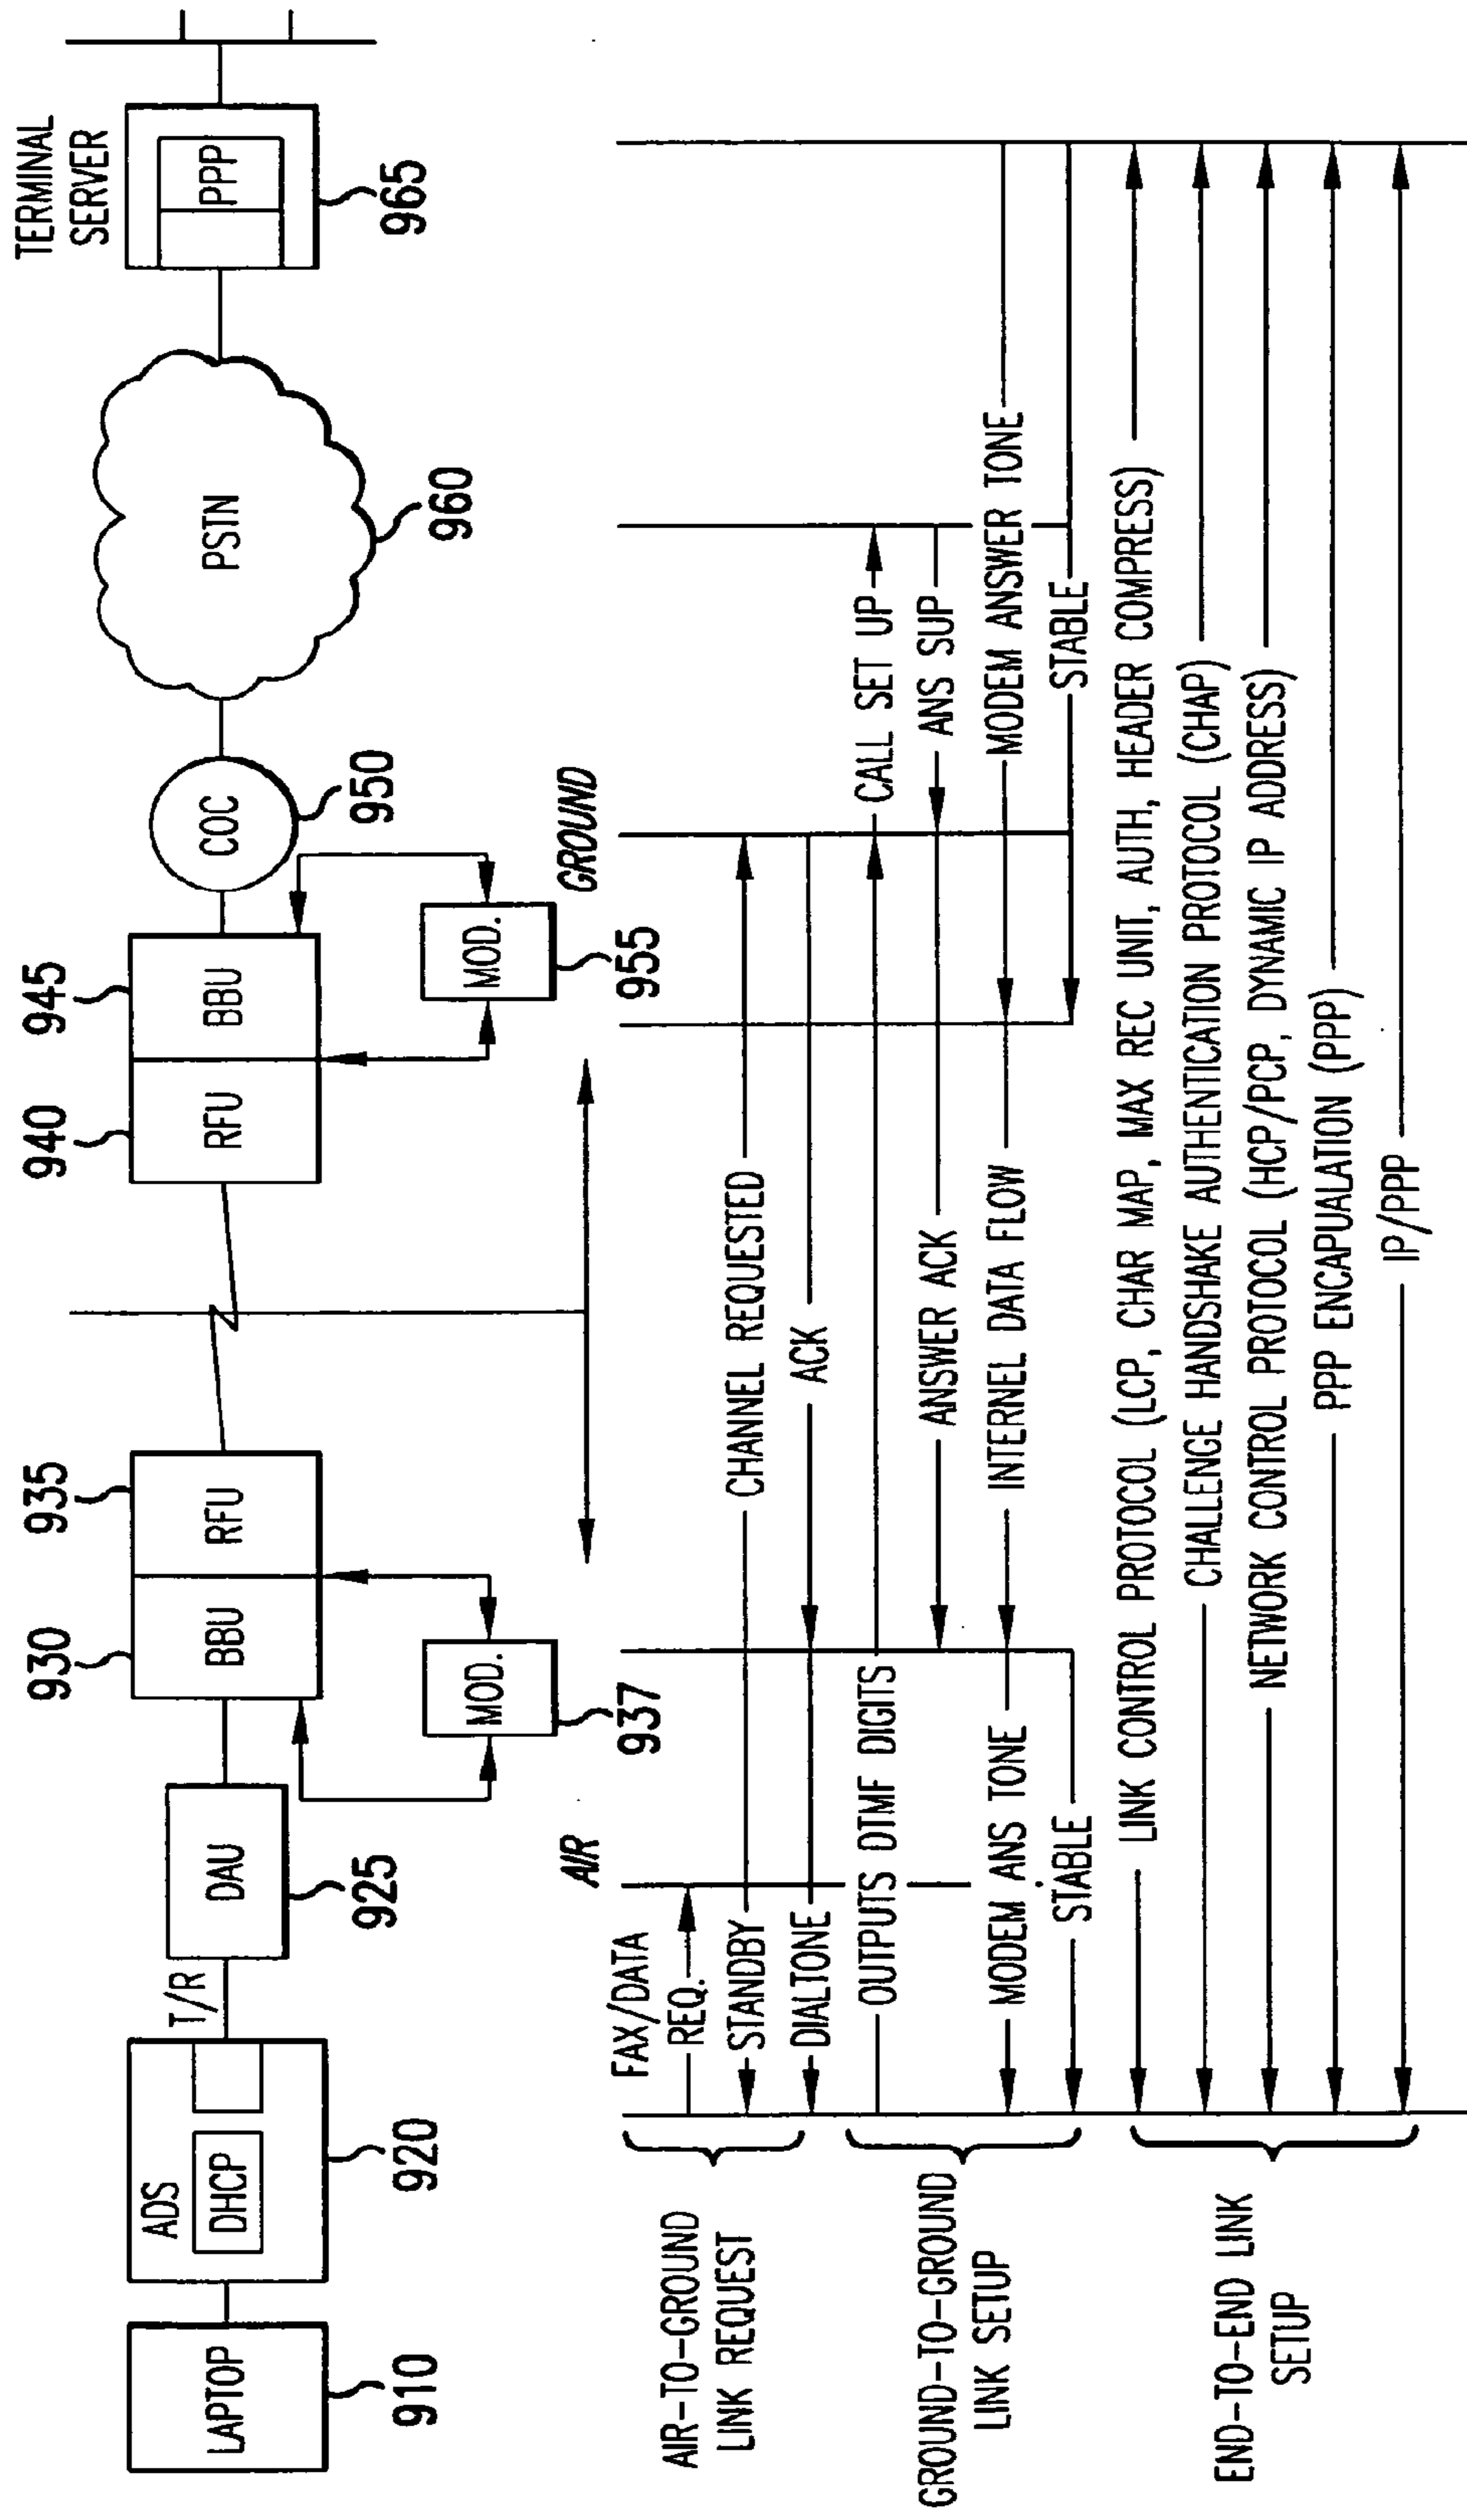 LAPTOP
910
ADS
DHCP
920
T/R
DAU
925
930
BBU
935
RFU
MOD.
937
940
RFU
945
BBU
MOD.
955
COC
950
PSTN
960
TERMINAL
SERVER
PPP
965
AIR
GROUND
AIR-TO-GROUND
LINK REQUEST
FAX/DATA
REQ.
STANDBY
CHANNEL REQUESTED
DIALTONE
ACK
GROUND-TO-GROUND
LINK SETUP
OUTPUTS DTMF DIGITS
CALL SET UP
ANSWER ACK
ANS SUP
MODEM ANS TONE
INTERNEL DATA FLOW
MODEM ANSWER TONE
STABLE
STABLE
END-TO-END LINK
SETUP
LINK CONTROL PROTOCOL (LCP, CHAR MAP, MAX REC UNIT, AUTH, HEADER COMPRESS)
CHALLENGE HANDSHAKE AUTHENTICATION PROTOCOL (CHAP)
NETWORK CONTROL PROTOCOL (HCP/PCP, DYNAMIC IP ADDRESS)
PPP ENCAPUALATION (PPP)
IP/PPP